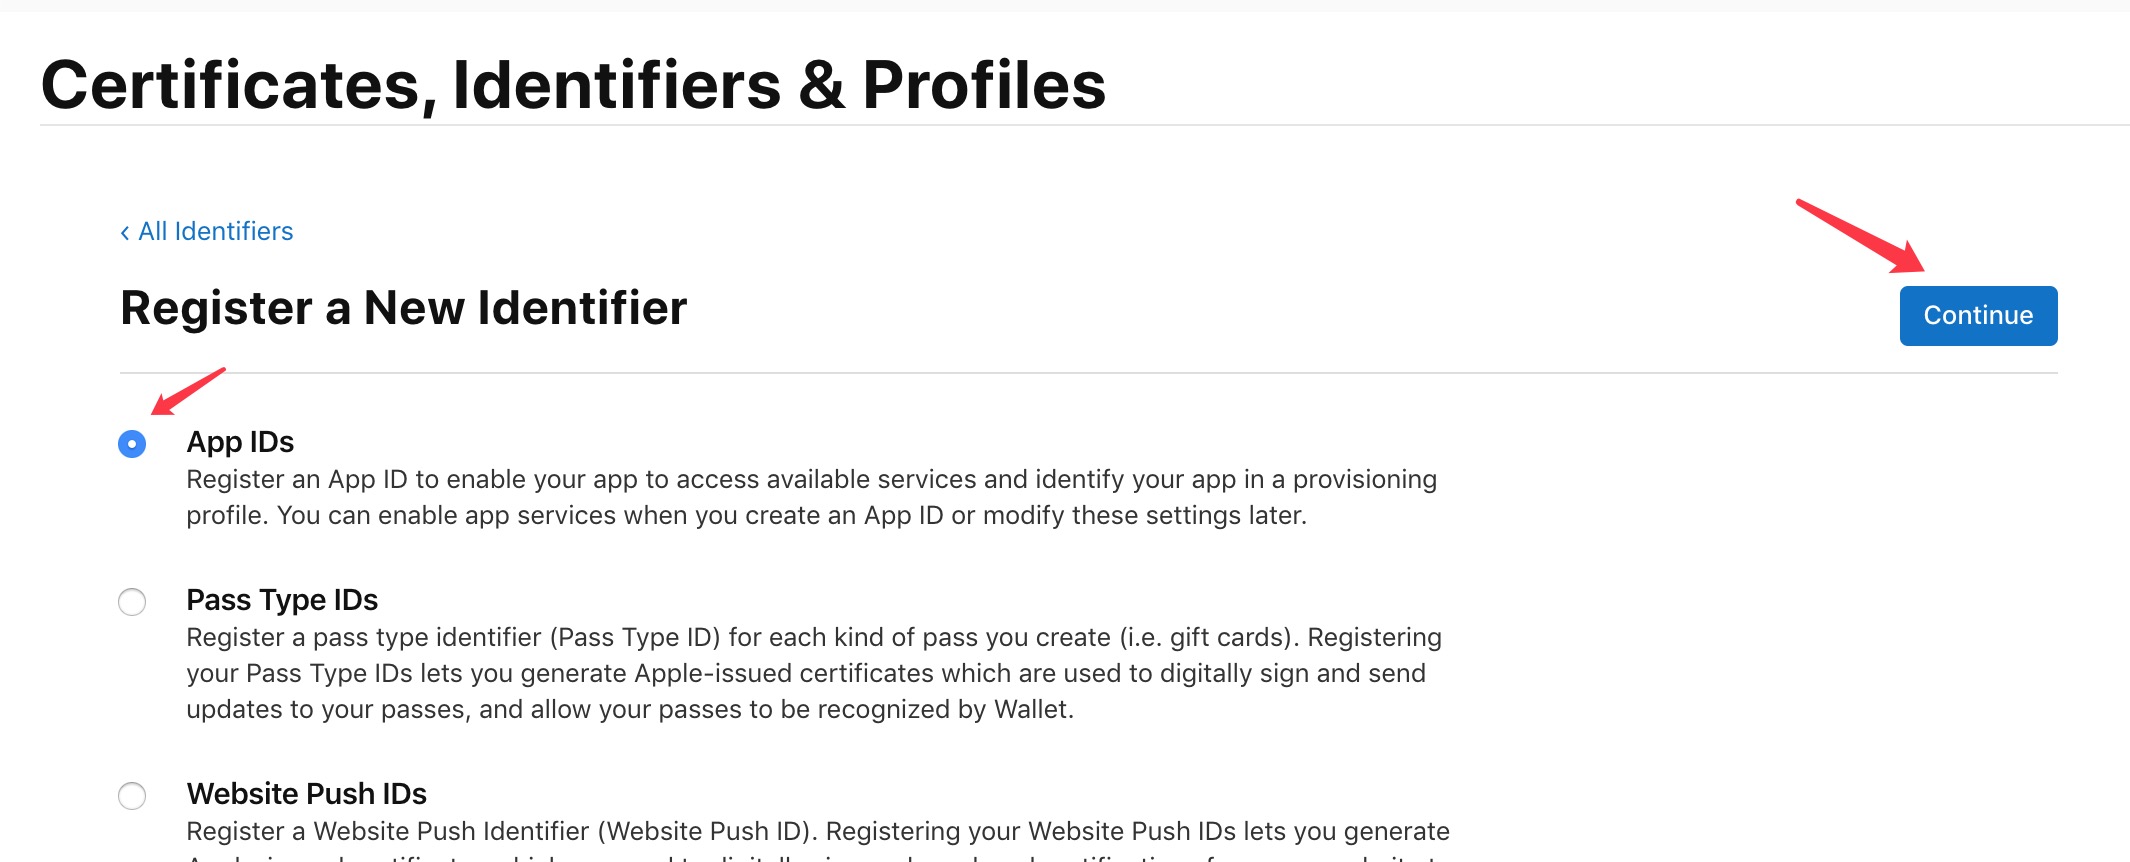 Certificates, Identifiers & Profiles
‹ All Identifiers
Register a New Identifier
Continue
App IDs
Register an App ID to enable your app to access available services and identify your app in a provisioning
profile. You can enable app services when you create an App ID or modify these settings later.
Pass Type IDs
Register a pass type identifier (Pass Type ID) for each kind of pass you create (i.e. gift cards). Registering
your Pass Type IDs lets you generate Apple-issued certificates which are used to digitally sign and send
updates to your passes, and allow your passes to be recognized by Wallet.
Website Push IDs
Register a Website Push Identifier (Website Push ID). Registering your Website Push IDs lets you generate